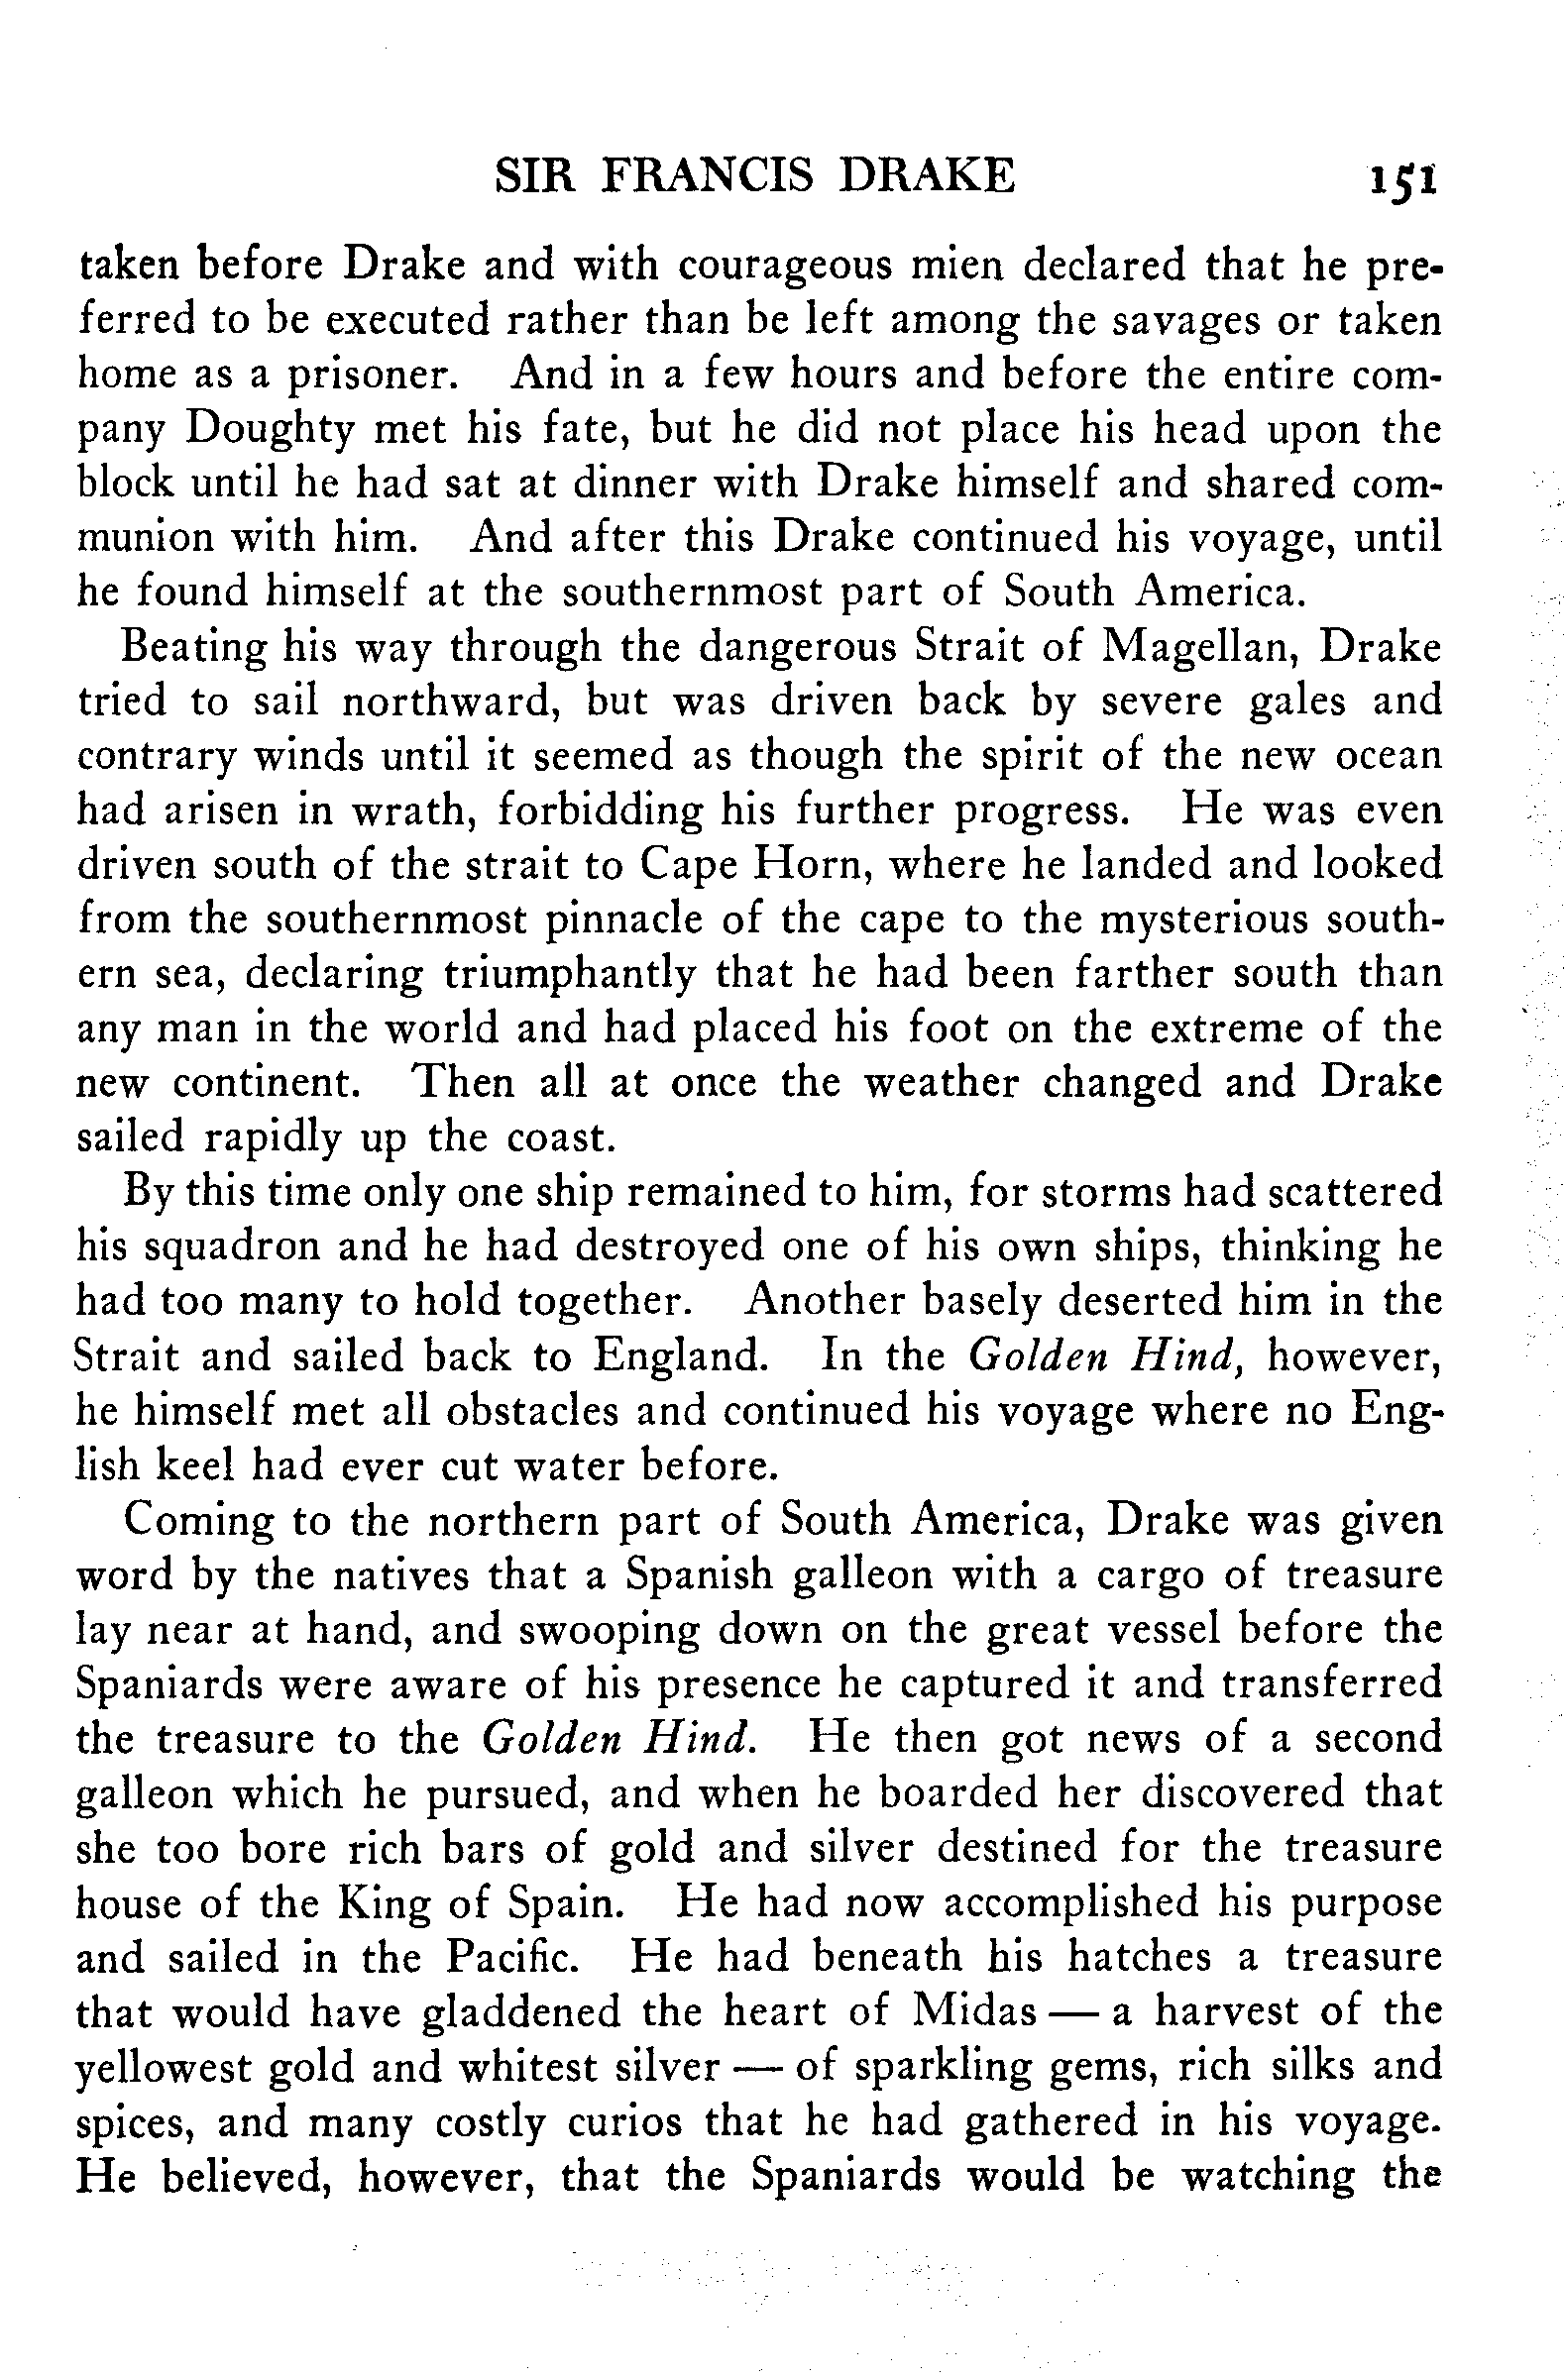 SIR FRANCIS DRAKE 151
taken before Drake and with courageous mien declared that he pre-
ferred to be executed rather than be left among the savages or taken
home as a prisoner. And in a few hours and before the entire com-
pany Doughty met his fate, but he did not place his head upon the
block until he had sat at dinner with Drake himself and shared com-
munion with him. And after this Drake continued his voyage, until
he found himself at the southernmost part of South America.
Beating his way through the dangerous Strait of Magellan, Drake
tried to sail northward, but was driven back by severe gales and
contrary winds until it seemed as though the spirit of the new ocean
had arisen in wrath, forbidding his further progress. He was even
driven south of the strait to Cape Horn, where he landed and looked
from the southernmost pinnacle of the cape to the mysterious south-
ern sea, declaring triumphantly that he had been farther south than
any man in the world and had placed his foot on the extreme of the
new continent. Then all at once the weather changed and Drake
sailed rapidly up the coast.
By this time only one ship remained to him, for storms had scattered
his squadron and he had destroyed one of his own ships, thinking he
had too many to hold together. Another basely deserted him in the
Strait and sailed back to England. In the Golden Hind, however,
he himself met all obstacles and continued his voyage where no Eng-
lish keel had ever cut water before.
Coming to the northern part of South America, Drake was given
word by the natives that a Spanish galleon with a cargo of treasure
lay near at hand, and swooping down on the great vessel before the
Spaniards were aware of his presence he captured it and transferred
the treasure to the Golden Hind. He then got news of a second
galleon which he pursued, and when he boarded her discovered that
she too bore rich bars of gold and silver destined for the treasure
house of the King of Spain. He had now accomplished his purpose
and sailed in the Pacific. He had beneath his hatches a treasure
that would have gladdened the heart of Midas — a harvest of the
yellowest gold and whitest silver — of sparkling gems, rich silks and
spices, and many costly curios that he had gathered in his voyage.
He believed, however, that the Spaniards would be watching the